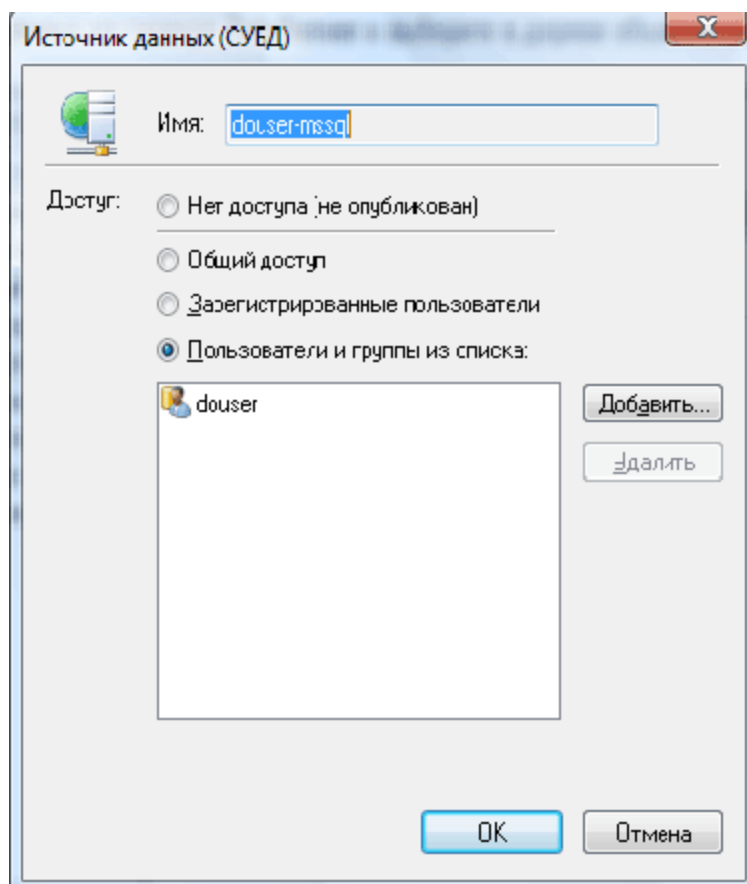 Источник данных (СУБД)
Имя: douser-mssql
Доступ:
Нет доступа (не опубликован)
Общий доступ
Зарегистрированные пользователи
Пользователи и группы из списка:
douser
Добавить...
Удалить
OK
Отмена